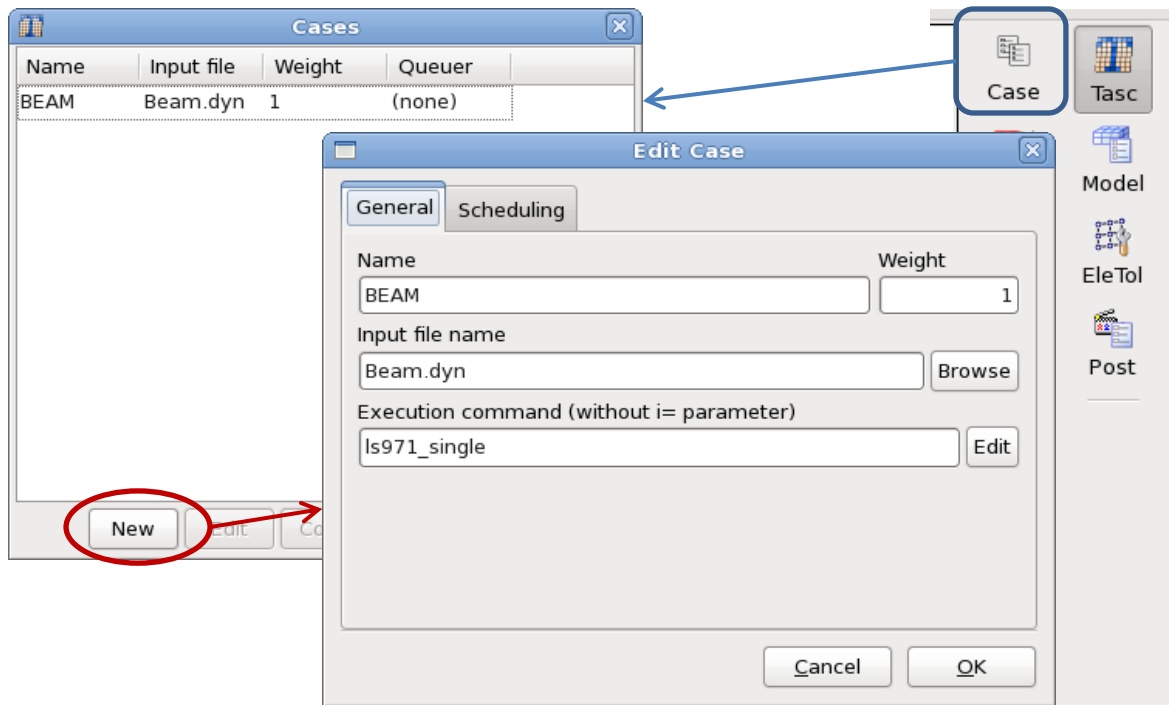 Cases
Name Input file Weight Queuer
BEAM Beam.dyn 1 (none)
New Edit
Case
Tasc
Model
EleTol
Post
Edit Case
General Scheduling
Name Weight
BEAM 1
Input file name
Beam.dyn Browse
Execution command (without i= parameter)
ls971_single Edit
Cancel OK